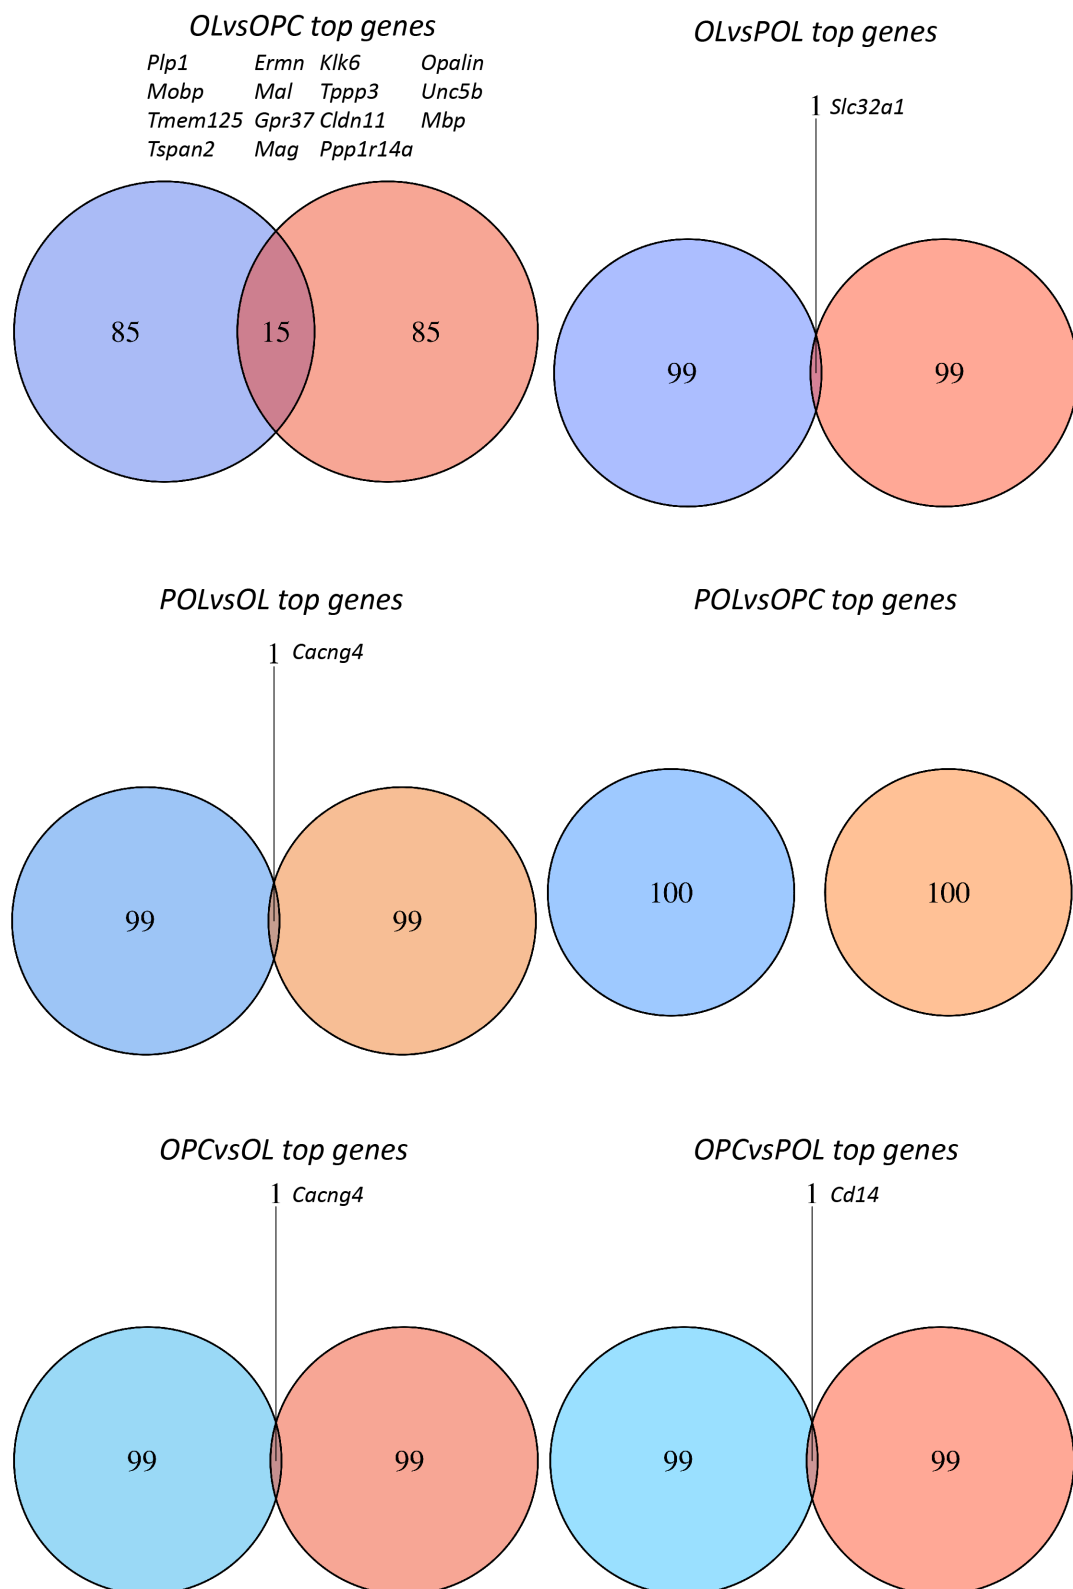 OLvsOPC top genes
Plp1 Ermn Klk6 Opalin
Mobp Mal Tppp3 Unc5b
Tmem125 Gpr37 Cldn11 Mbp
Tspan2 Mag Ppp1r14a
85 15 85
OLvsPOL top genes
1 Slc32a1
99 99
POLvsOL top genes
1 Cacng4
99 99
POLvsOPC top genes
100 100
OPCvsOL top genes
1 Cacng4
99 99
OPCvsPOL top genes
1 Cd14
99 99